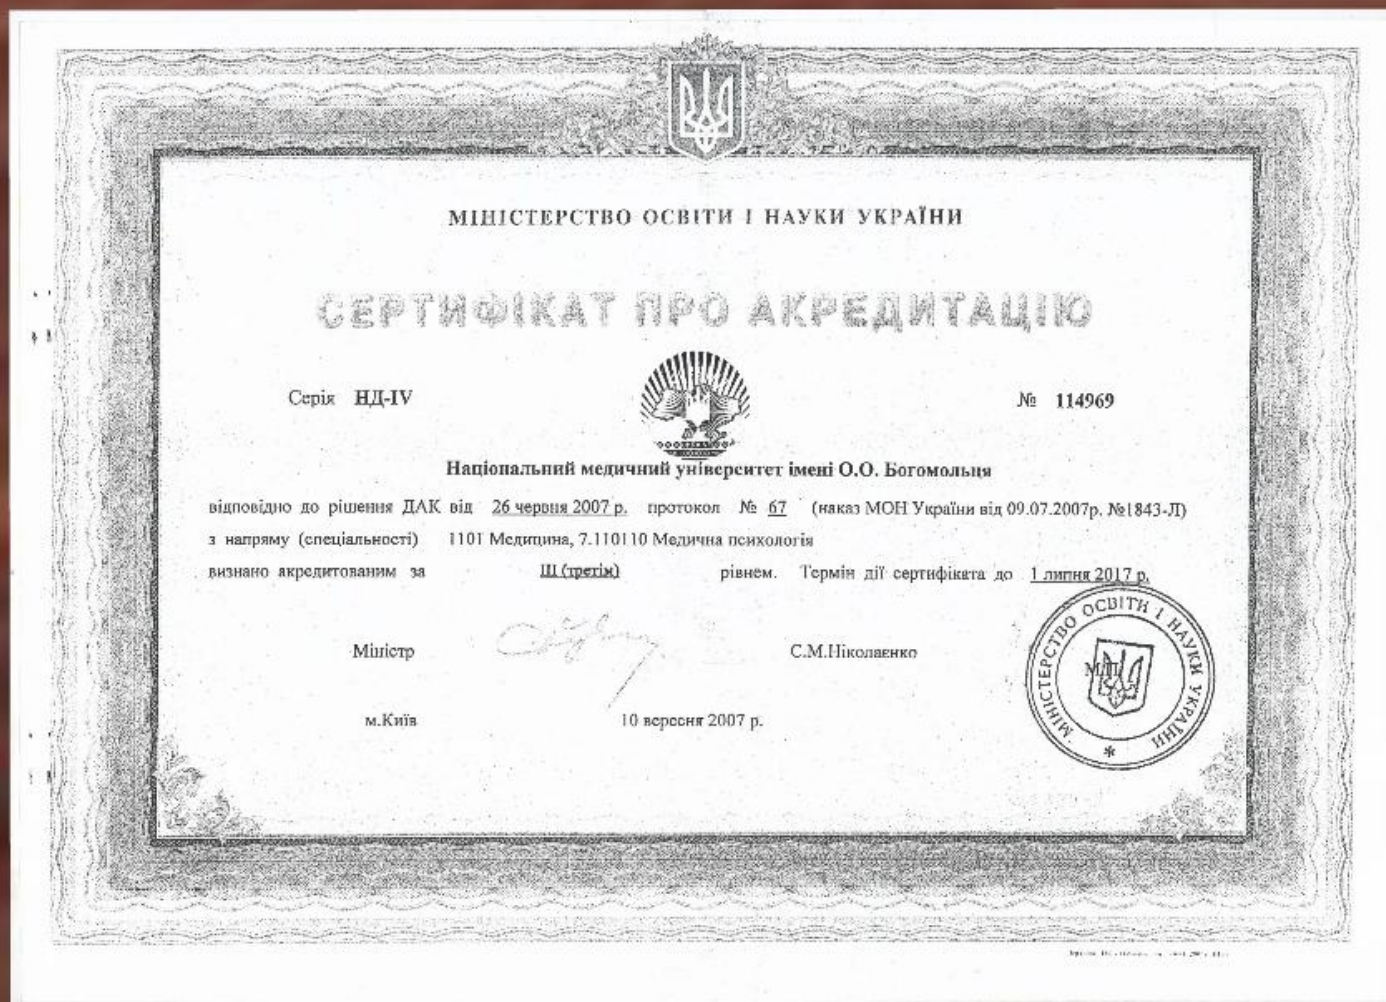 МІНІСТЕРСТВО ОСВІТИ І НАУКИ УКРАЇНИ
СЕРТИФІКАТ ПРО АКРЕДИТАЦІЮ
Серія НД-IV № 114969
Національний медичний університет імені О.О. Богомольця
відповідно до рішення ДАК від 26 червня 2007 р. протокол № 67 (наказ МОН України від 09.07.2007р. №1843-Л)
з напряму (спеціальності) 1101 Медицина, 7.110110 Медична психологія
визнано акредитованим за III (третім) рівнем. Термін дії сертифіката до 1 липня 2017 р.
Міністр С.М.Ніколаєнко
м.Київ 10 вересня 2007 р.
МІНІСТЕРСТВО ОСВІТИ І НАУКИ УКРАЇНИ *
М.П.